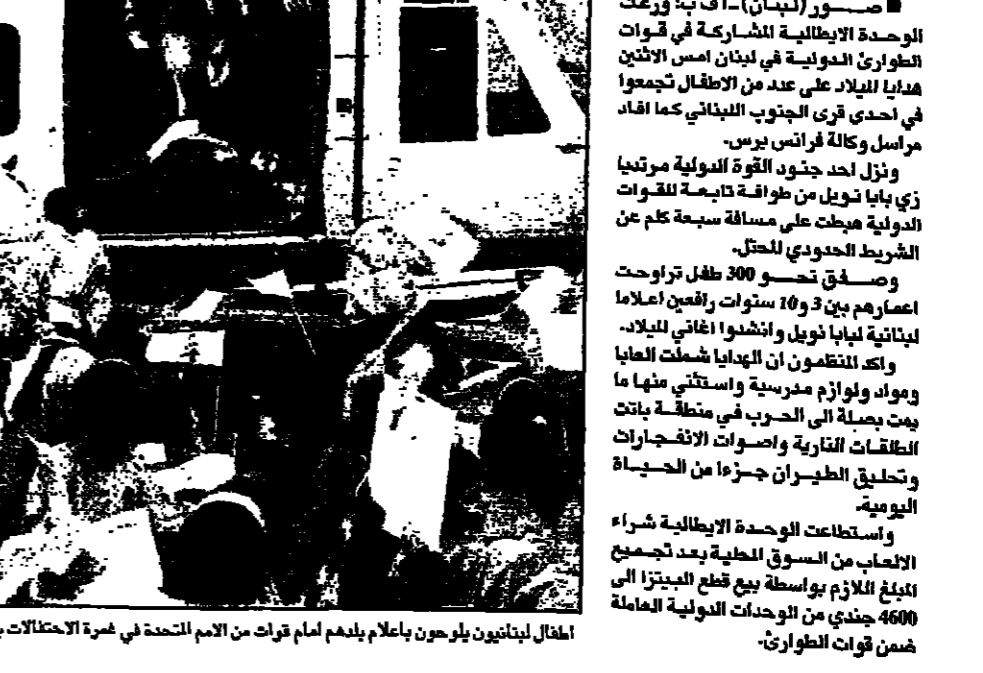 ■ صـــور (لبنان) - ا ف ب: وزعت
الوحدة الايطالية المشاركة في قوات
الطوارئ الدولية في لبنان امس الاثنين
هدايا الميلاد على عدد من الاطفال تجمعوا
في احدى قرى الجنوب اللبناني كما افاد
مراسل وكالة فرانس برس.
ونزل احد جنود القوة الدولية مرتديا
زي بابا نويل من طوافة تابعة للقوات
الدولية هبطت على مسافة سبعة كلم عن
الشريط الحدودي المحتل.
وصـــفق نحـــو 300 طفل تراوحت
اعمارهم بين 3 و10 سنوات رافعين اعلاما
لبنانية لبابا نويل وانشدوا اغاني الميلاد.
واكد المنظمون ان الهدايا شملت العابا
ومواد ولوازم مدرسية واستثني منها ما
يمت بصلة الى الحرب في منطقة باتت
الطلقات النارية واصوات الانفجارات
وتحليق الطيران جزءا من الحياة
اليومية.
واستطاعت الوحدة الايطالية شراء
الالعاب من السوق المحلية بعد تجميع
المبلغ اللازم بواسطة بيع قطع البيتزا الى
4600 جندي من الوحدات الدولية العاملة
ضمن قوات الطوارئ.
اطفال لبنانيون يلوحون باعلام بلدهم امام قوات من الامم المتحدة في غمرة الاحتفالات